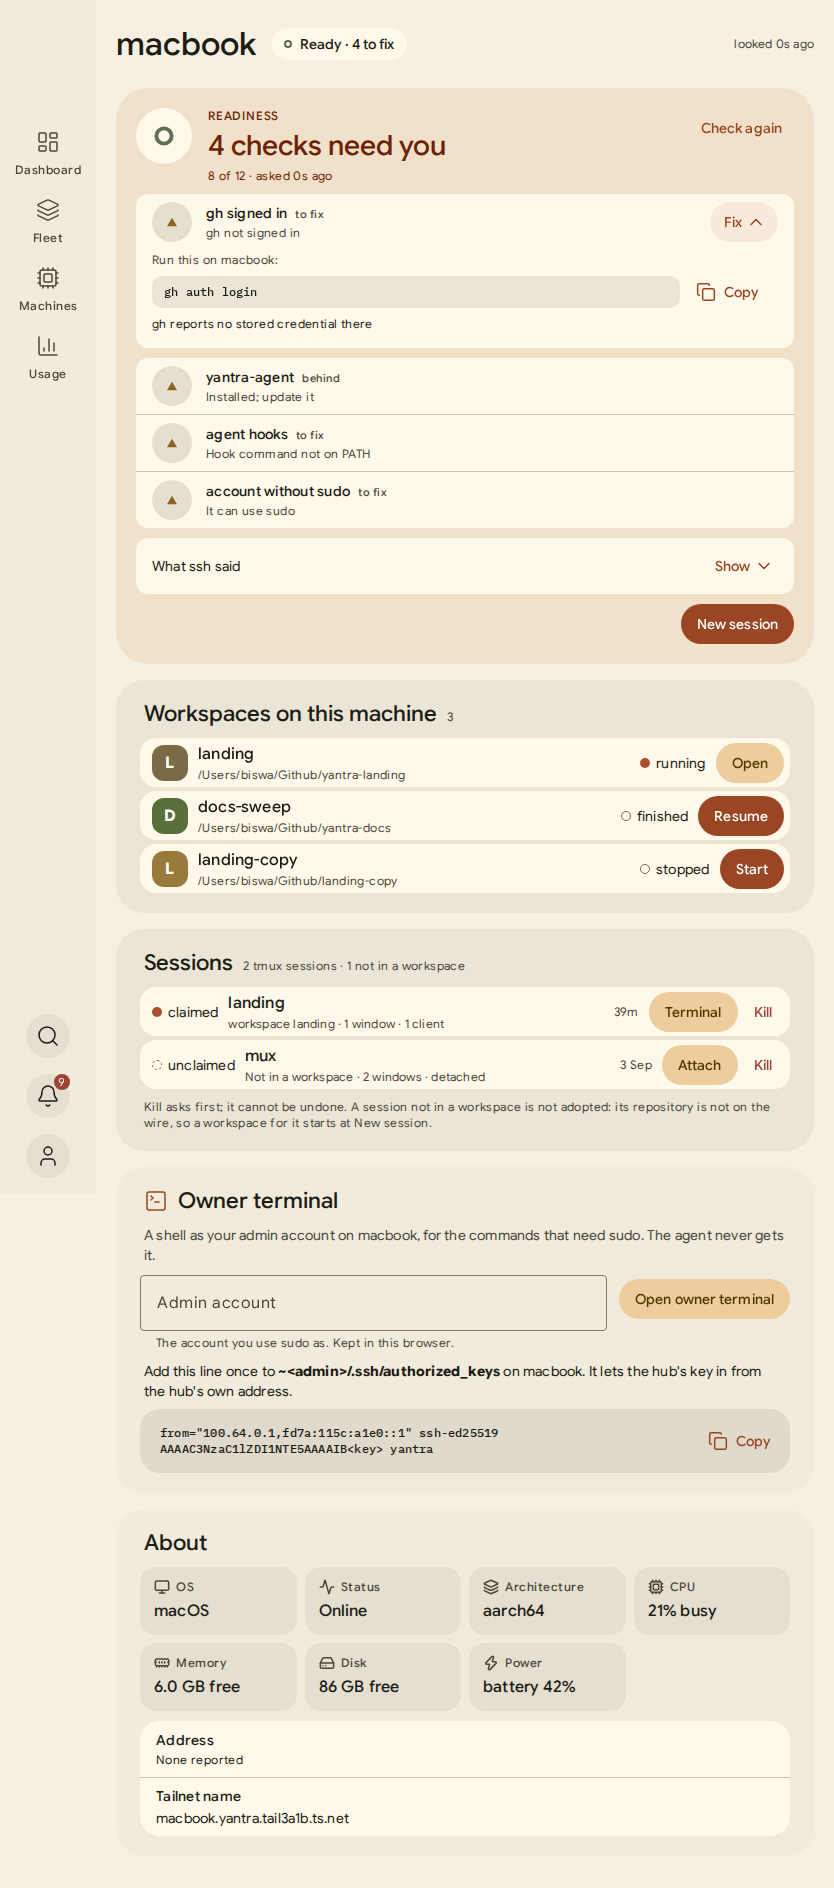 macbook
Ready · 4 to fix
looked 0s ago
Dashboard
Fleet
Machines
Usage
9
READINESS
4 checks need you
8 of 12 · asked 0s ago
Check again
gh signed in to fix
gh not signed in
Fix
Run this on macbook:
gh auth login
Copy
gh reports no stored credential there
yantra-agent behind
Installed; update it
agent hooks to fix
Hook command not on PATH
account without sudo to fix
It can use sudo
What ssh said
Show
New session
Workspaces on this machine 3
L
landing
/Users/biswa/Github/yantra-landing
running
Open
D
docs-sweep
/Users/biswa/Github/yantra-docs
finished
Resume
L
landing-copy
/Users/biswa/Github/landing-copy
stopped
Start
Sessions 2 tmux sessions · 1 not in a workspace
claimed
landing
workspace landing · 1 window · 1 client
39m
Terminal
Kill
unclaimed
mux
Not in a workspace · 2 windows · detached
3 Sep
Attach
Kill
Kill asks first; it cannot be undone. A session not in a workspace is not adopted: its repository is not on the
wire, so a workspace for it starts at New session.
Owner terminal
A shell as your admin account on macbook, for the commands that need sudo. The agent never gets
it.
Admin account
Open owner terminal
The account you use sudo as. Kept in this browser.
Add this line once to ~<admin>/.ssh/authorized_keys on macbook. It lets the hub's key in from
the hub's own address.
from="100.64.0.1,fd7a:115c:a1e0::1" ssh-ed25519
AAAAC3NzaC1lZDI1NTE5AAAAIB<key> yantra
Copy
About
OS
macOS
Status
Online
Architecture
aarch64
CPU
21% busy
Memory
6.0 GB free
Disk
86 GB free
Power
battery 42%
Address
None reported
Tailnet name
macbook.yantra.tail3a1b.ts.net